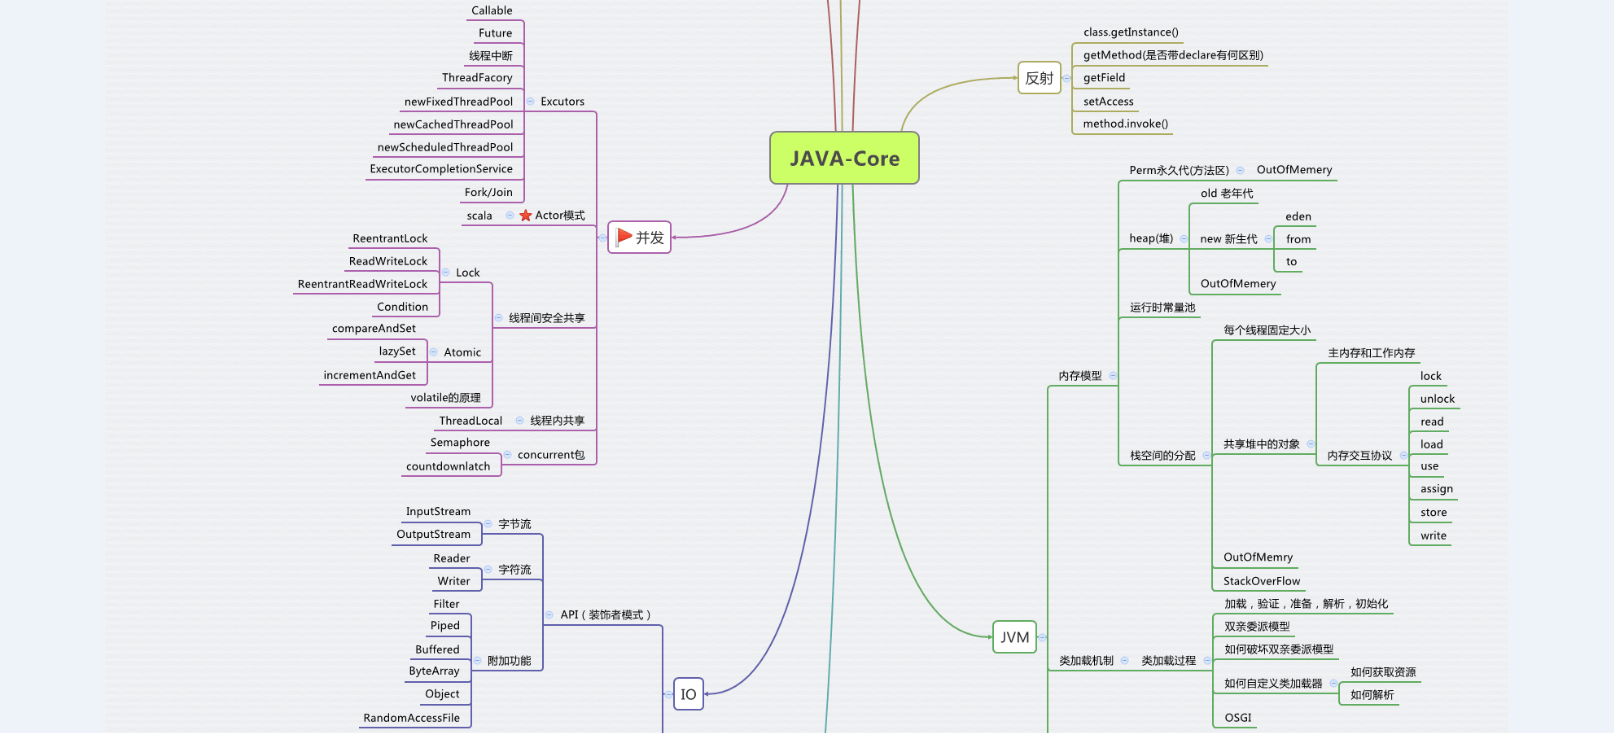 JAVA-Core
反射
class.getInstance()
getMethod(是否带declare有何区别)
getField
setAccess
method.invoke()
并发
Excutors
Callable
Future
线程中断
ThreadFacory
newFixedThreadPool
newCachedThreadPool
newScheduledThreadPool
ExecutorCompletionService
Fork/Join
Actor模式
scala
线程间安全共享
Lock
ReentrantLock
ReadWriteLock
ReentrantReadWriteLock
Condition
Atomic
compareAndSet
lazySet
incrementAndGet
volatile的原理
线程内共享
ThreadLocal
concurrent包
Semaphore
countdownlatch
IO
API（装饰者模式）
字节流
InputStream
OutputStream
字符流
Reader
Writer
附加功能
Filter
Piped
Buffered
ByteArray
Object
RandomAccessFile
JVM
内存模型
Perm永久代(方法区)
OutOfMemery
heap(堆)
old 老年代
new 新生代
eden
from
to
OutOfMemery
运行时常量池
栈空间的分配
每个线程固定大小
共享堆中的对象
主内存和工作内存
内存交互协议
lock
unlock
read
load
use
assign
store
write
OutOfMemry
StackOverFlow
类加载机制
类加载过程
加载，验证，准备，解析，初始化
双亲委派模型
如何破坏双亲委派模型
如何自定义类加载器
如何获取资源
如何解析
OSGI